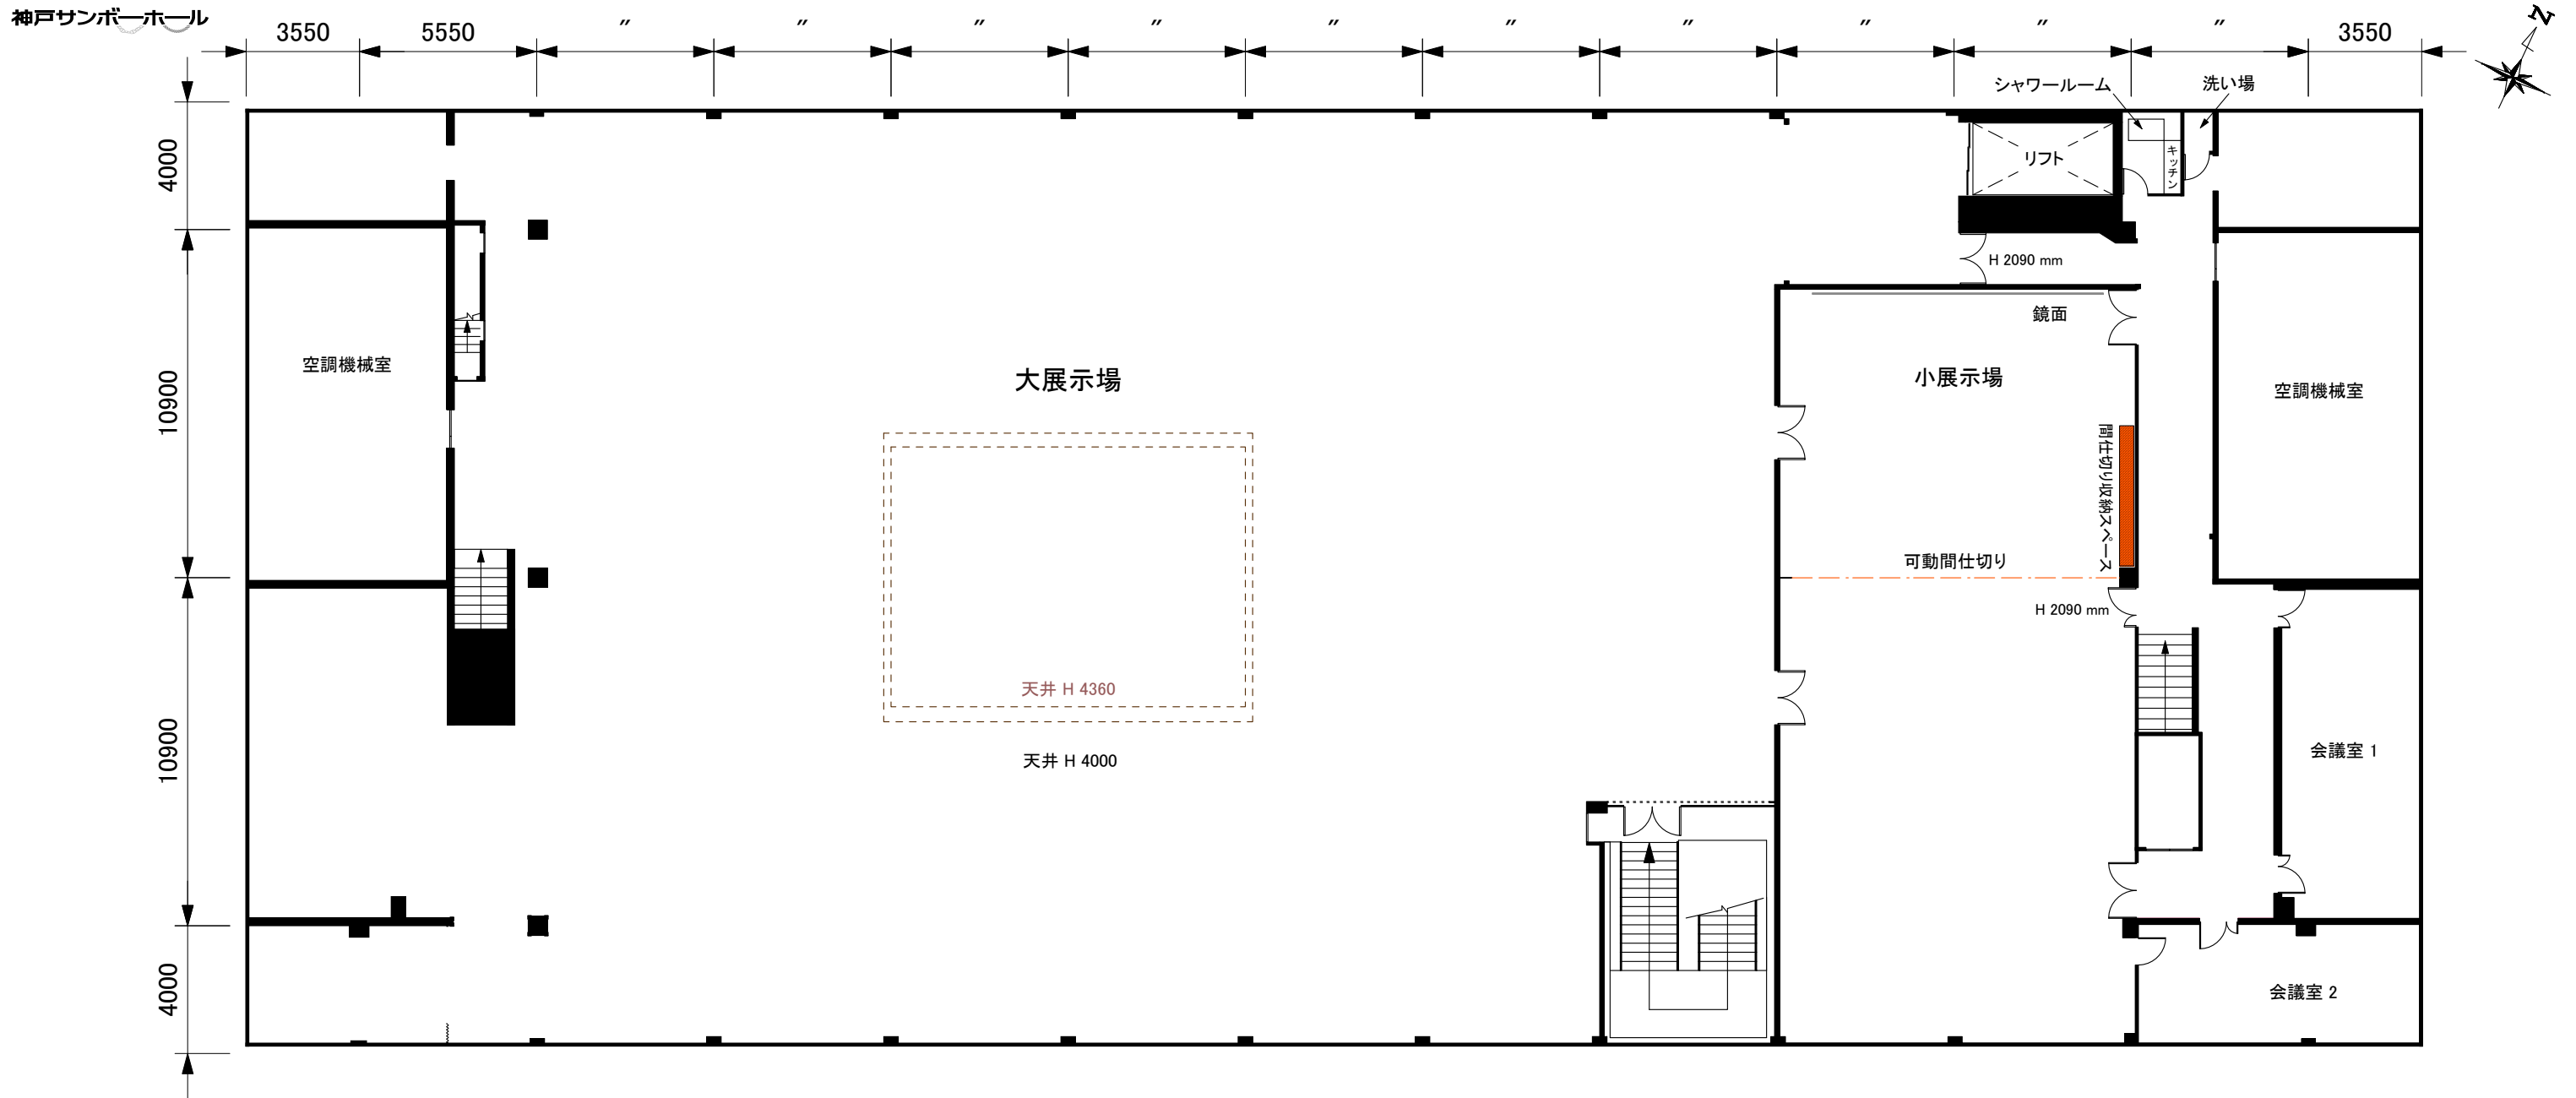 神戸サンボーホール
3550
5550
〃
〃
〃
〃
〃
〃
〃
〃
〃
〃
3550
N
シャワールーム
洗い場
キッチン
リフト
4000
10900
10900
4000
H 2090 mm
鏡面
空調機械室
大展示場
小展示場
空調機械室
間仕切り収納スペース
可動間仕切り
H 2090 mm
天井 H 4360
天井 H 4000
会議室 1
会議室 2